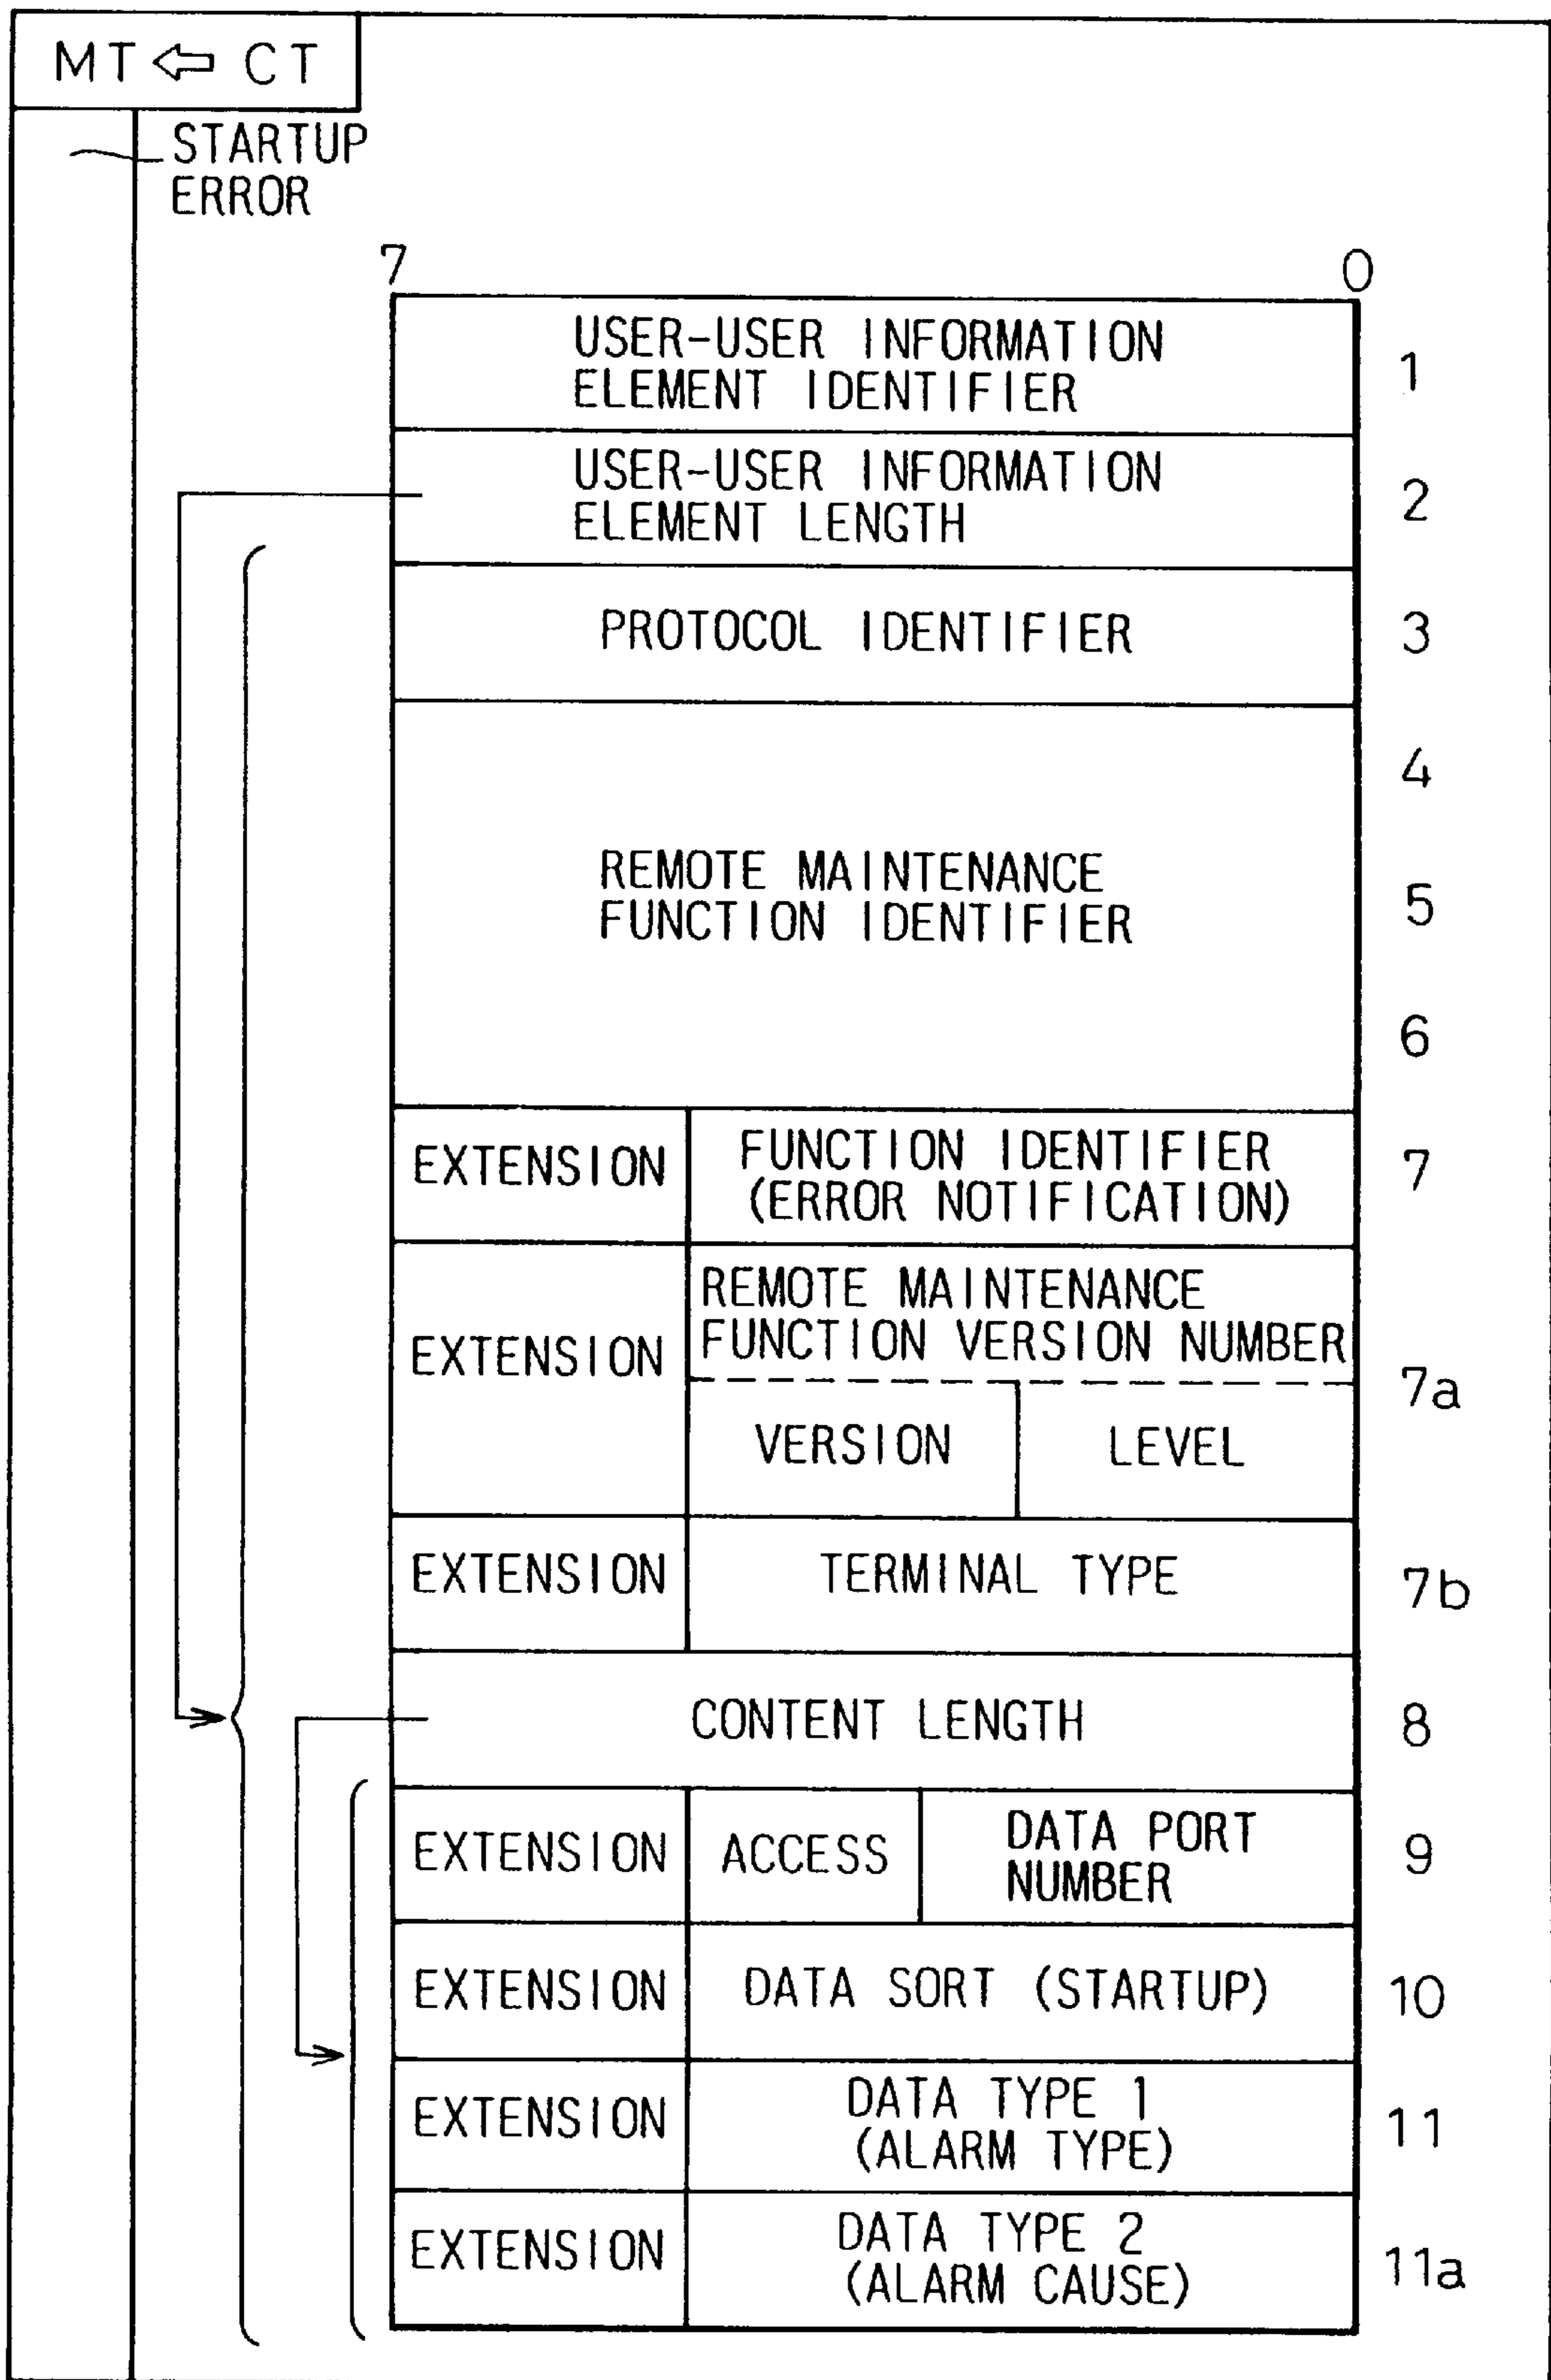 MT ⇦ CT
STARTUP
ERROR
7 0
USER-USER INFORMATION
ELEMENT IDENTIFIER
1
USER-USER INFORMATION
ELEMENT LENGTH
2
PROTOCOL IDENTIFIER
3
4
REMOTE MAINTENANCE
FUNCTION IDENTIFIER
5
6
EXTENSION
FUNCTION IDENTIFIER
(ERROR NOTIFICATION)
7
EXTENSION
REMOTE MAINTENANCE
FUNCTION VERSION NUMBER
7a
VERSION
LEVEL
EXTENSION
TERMINAL TYPE
7b
CONTENT LENGTH
8
EXTENSION
ACCESS
DATA PORT
NUMBER
9
EXTENSION
DATA SORT (STARTUP)
10
EXTENSION
DATA TYPE 1
(ALARM TYPE)
11
EXTENSION
DATA TYPE 2
(ALARM CAUSE)
11a